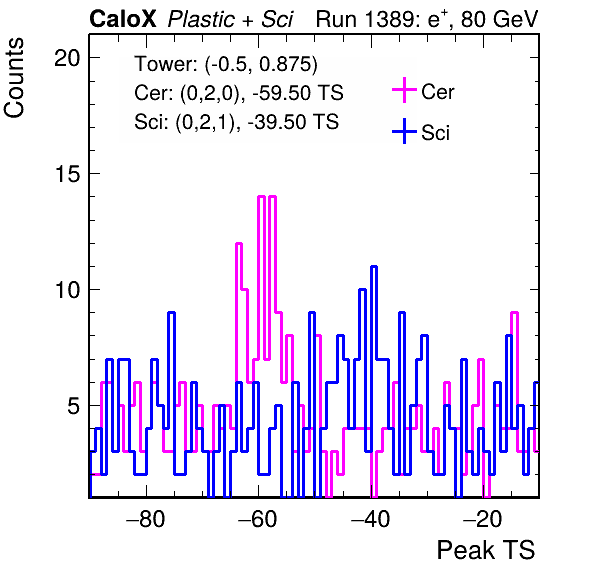 CaloX Plastic + Sci Run 1389: e+, 80 GeV
Counts
Tower: (-0.5, 0.875)
Cer: (0,2,0), -59.50 TS
Sci: (0,2,1), -39.50 TS
Cer
Sci
20
15
10
5
−80 −60 −40 −20
Peak TS